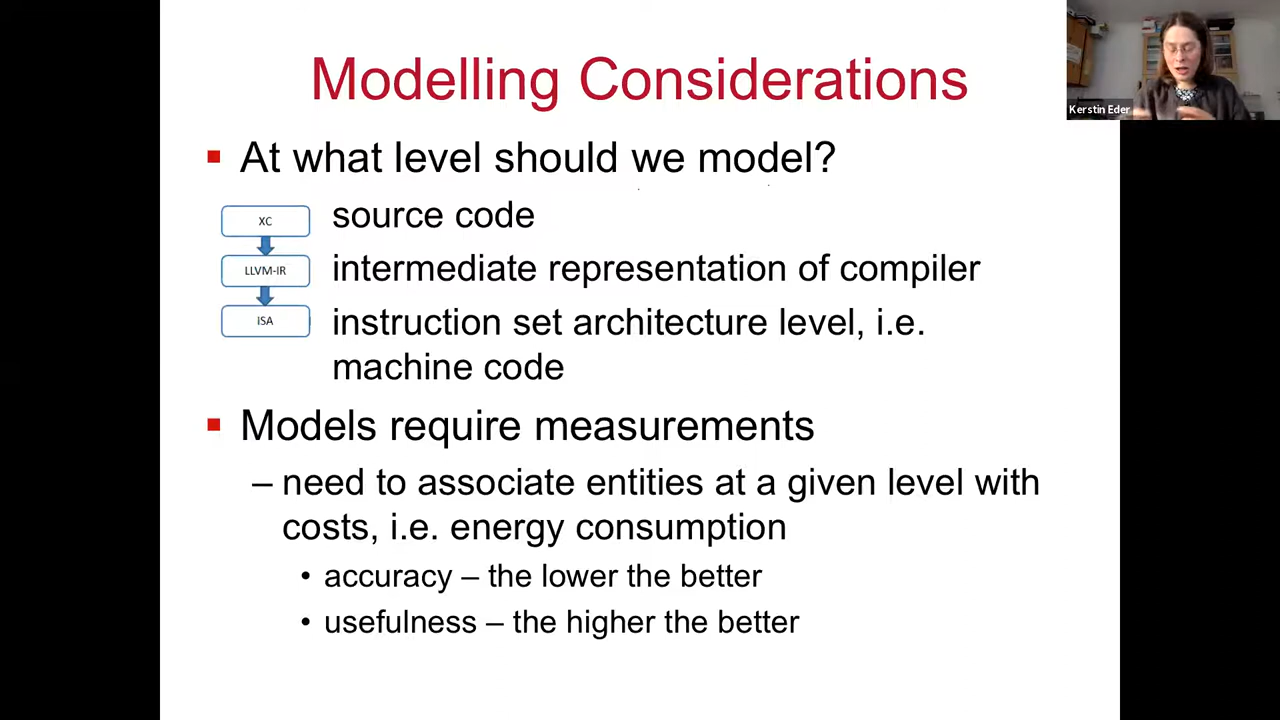 Modelling Considerations
Kerstin Eder
At what level should we model?
XC
source code
LLVM-IR
intermediate representation of compiler
ISA
instruction set architecture level, i.e.
machine code
Models require measurements
– need to associate entities at a given level with
costs, i.e. energy consumption
• accuracy – the lower the better
• usefulness – the higher the better